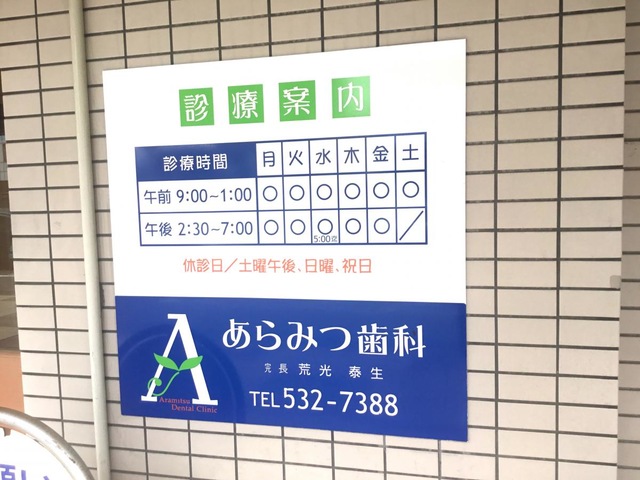 診療案内
診療時間 月 火 水 木 金 土
午前 9:00~1:00 ○ ○ ○ ○ ○ ○
午後 2:30~7:00 ○ ○ ○ ○ ○ /
5:00迄
休診日/土曜午後、日曜、祝日
A
Aramitsu
Dental Clinic
あらみつ歯科
院長 荒光 泰生
TEL 532-7388